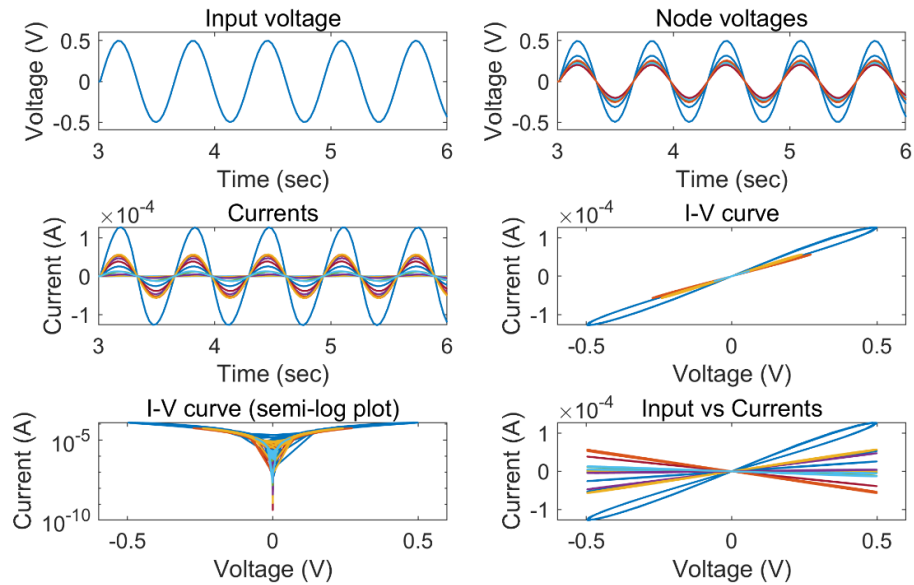 Input voltage
Voltage (V)
0.5
0
-0.5
3
4
5
6
Time (sec)
Node voltages
Voltage (V)
0.5
0
-0.5
3
4
5
6
Time (sec)
×10⁻⁴
Currents
Current (A)
1
0
-1
3
4
5
6
Time (sec)
×10⁻⁴
I-V curve
Current (A)
1
0
-1
-0.5
0
0.5
Voltage (V)
I-V curve (semi-log plot)
Current (A)
10⁻⁵
10⁻¹⁰
-0.5
0
0.5
Voltage (V)
×10⁻⁴
Input vs Currents
Current (A)
1
0
-1
-0.5
0
0.5
Voltage (V)